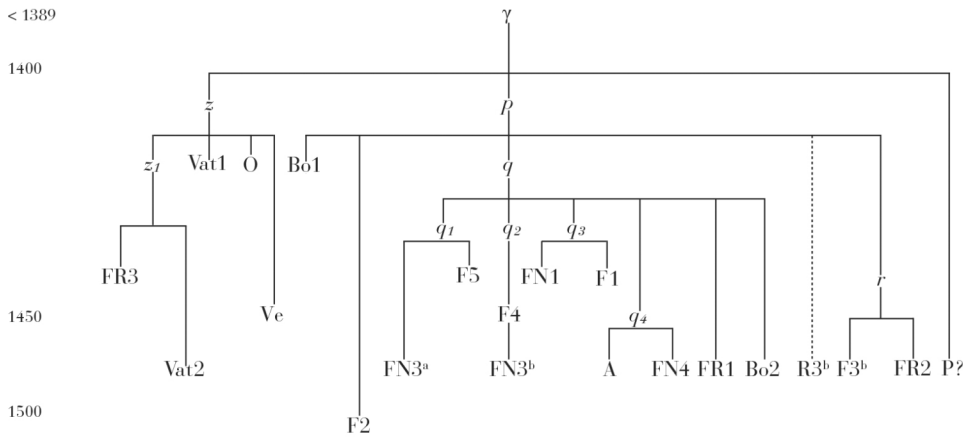 < 1389 γ
1400
z p
z1 Vat1 O Bo1 q
q1 q2 q3
FR3 F5 FN1 F1 r
1450 Ve F4 q4
Vat2 FN3ᵃ FN3ᵇ A FN4 FR1 Bo2 R3ᵇ F3ᵇ FR2 P?
1500
F2